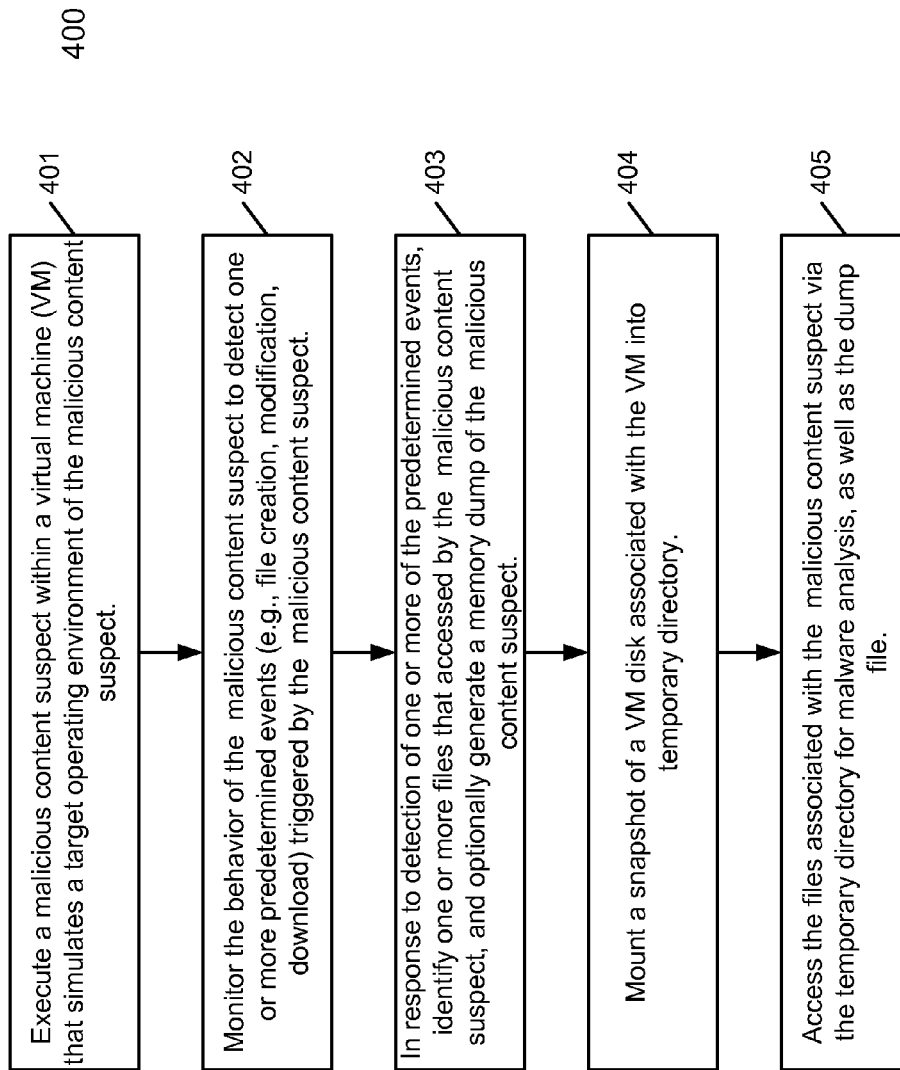 400
401
Execute a malicious content suspect within a virtual machine (VM)
that simulates a target operating environment of the malicious content
suspect.
402
Monitor the behavior of the malicious content suspect to detect one
or more predetermined events (e.g., file creation, modification,
download) triggered by the malicious content suspect.
403
In response to detection of one or more of the predetermined events,
identify one or more files that accessed by the malicious content
suspect, and optionally generate a memory dump of the malicious
content suspect.
404
Mount a snapshot of a VM disk associated with the VM into
temporary directory.
405
Access the files associated with the malicious content suspect via
the temporary directory for malware analysis, as well as the dump
file.